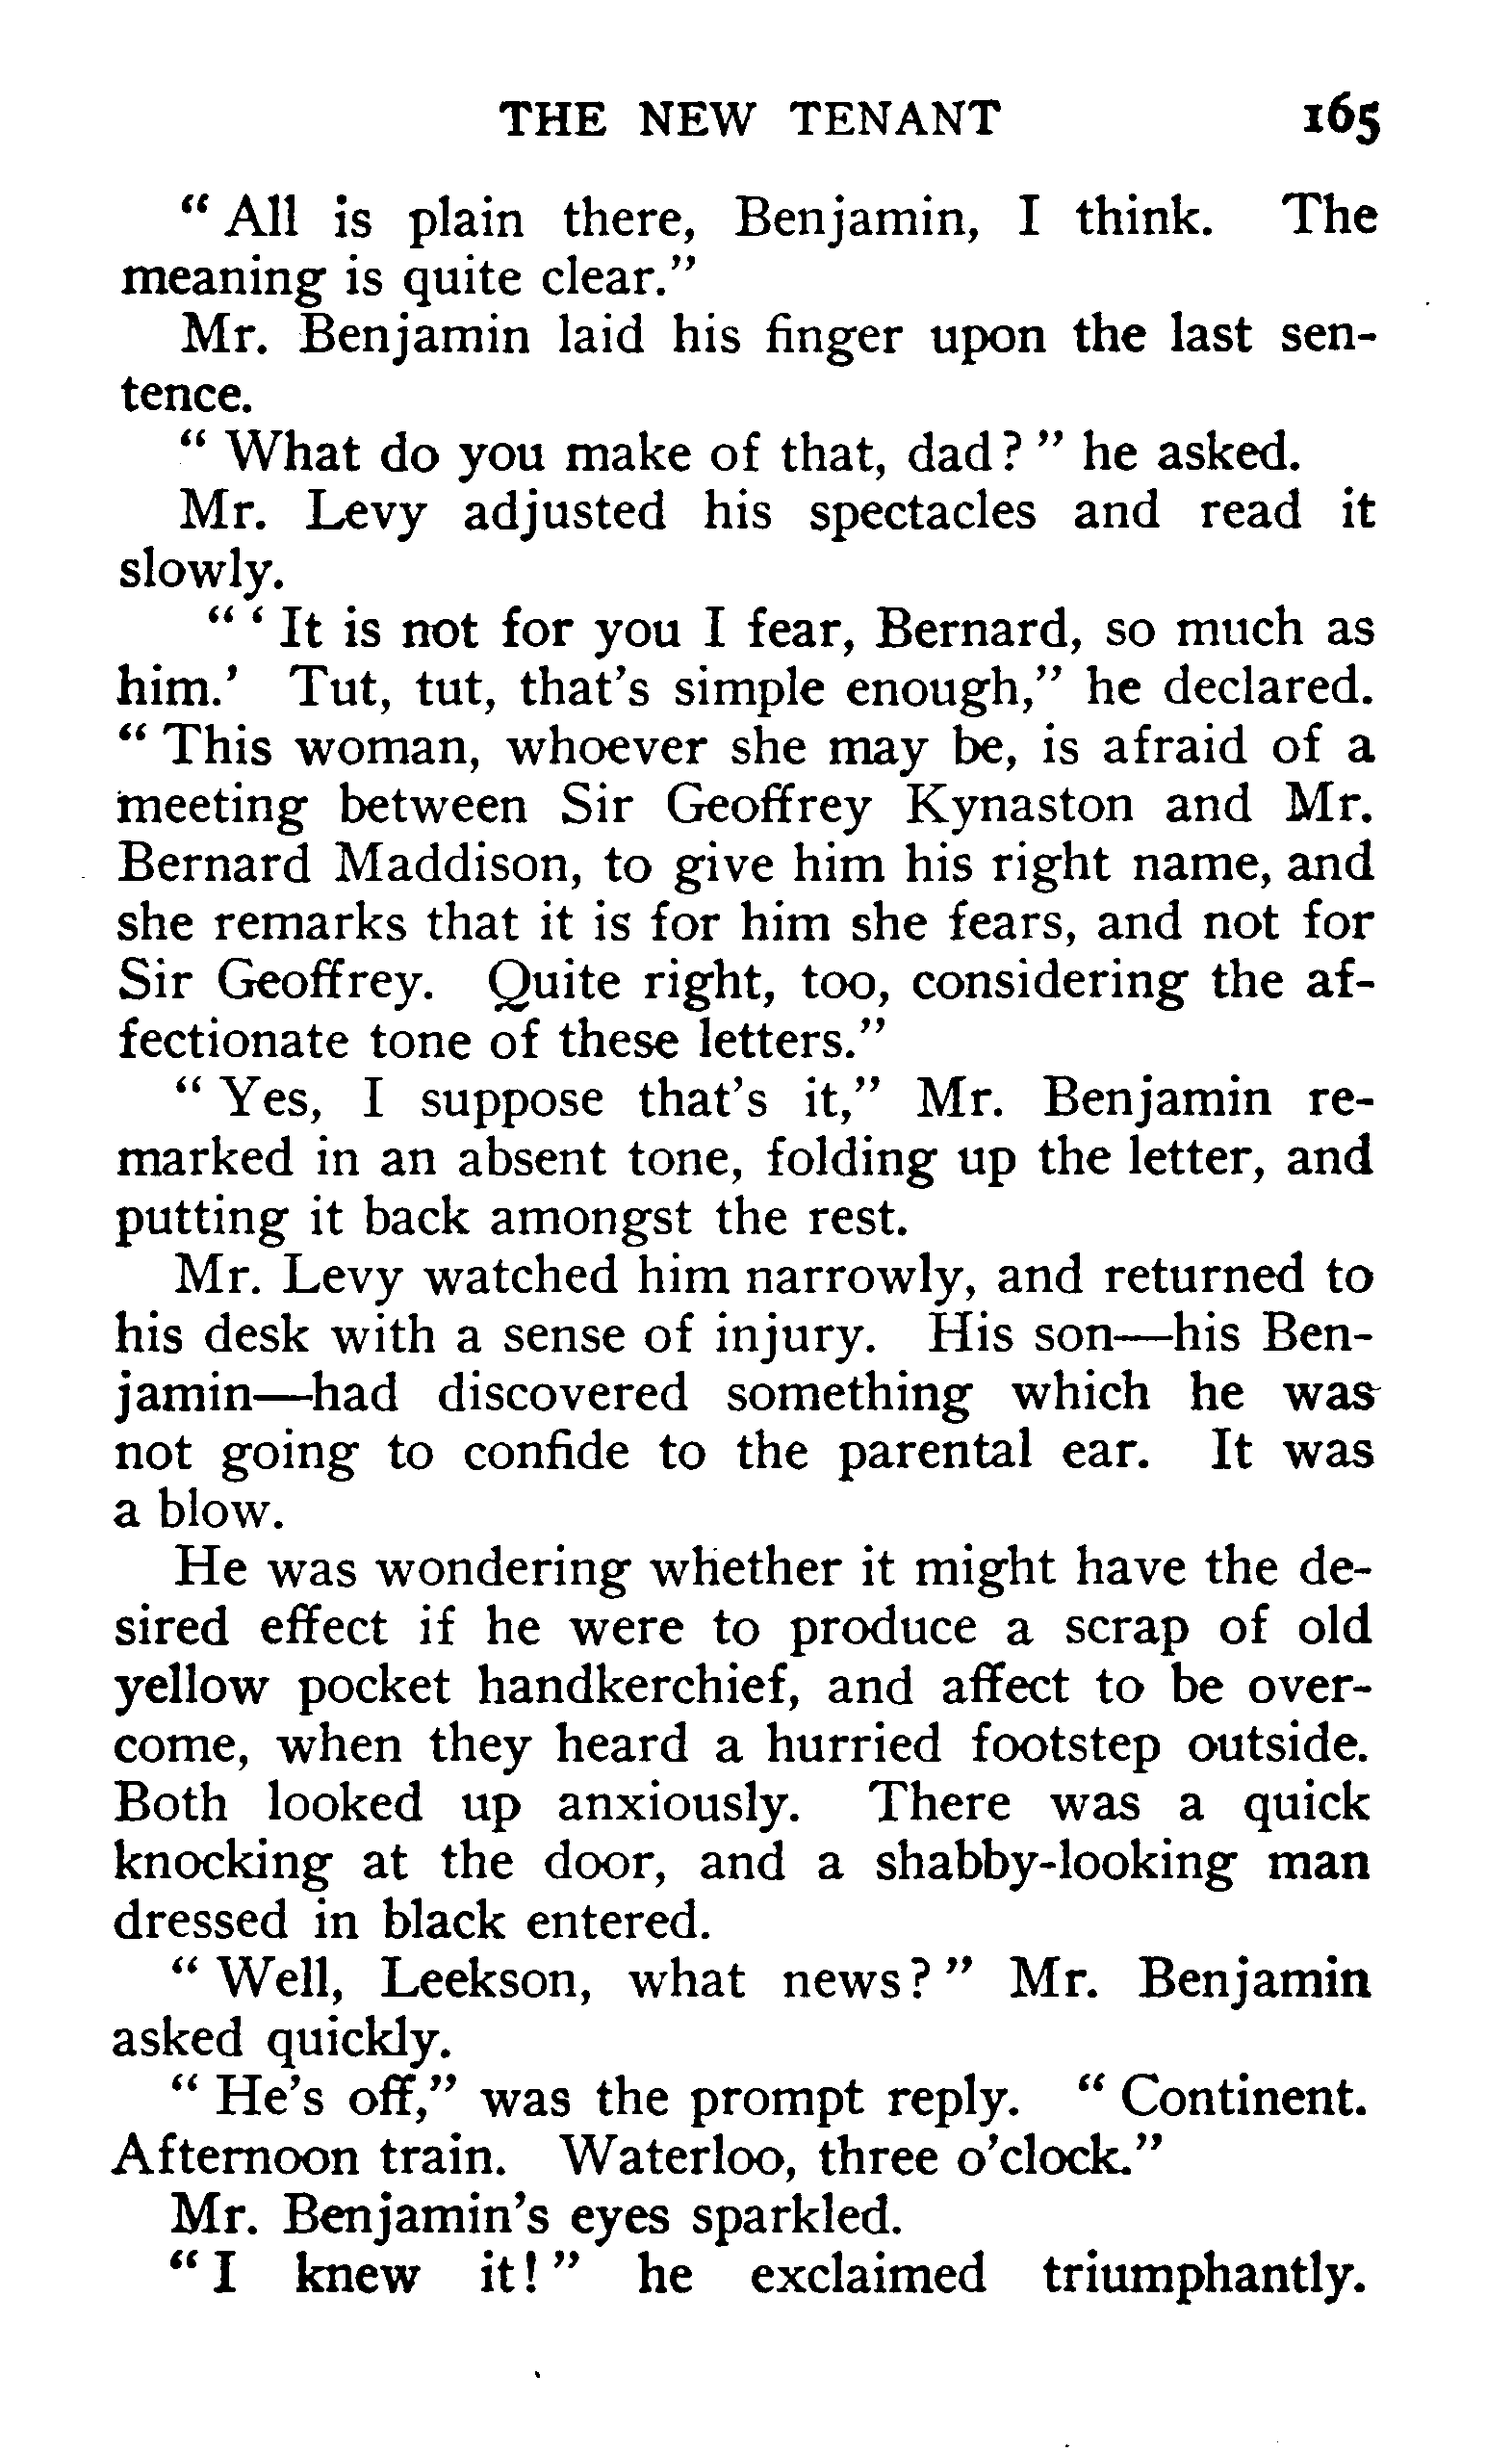 THE NEW TENANT 165
“ All is plain there, Benjamin, I think. The
meaning is quite clear.”
Mr. Benjamin laid his finger upon the last sen-
tence.
“ What do you make of that, dad? ” he asked.
Mr. Levy adjusted his spectacles and read it
slowly.
“ ‘ It is not for you I fear, Bernard, so much as
him.’ Tut, tut, that’s simple enough,” he declared.
“ This woman, whoever she may be, is afraid of a
meeting between Sir Geoffrey Kynaston and Mr.
Bernard Maddison, to give him his right name, and
she remarks that it is for him she fears, and not for
Sir Geoffrey. Quite right, too, considering the af-
fectionate tone of these letters.”
“ Yes, I suppose that’s it,” Mr. Benjamin re-
marked in an absent tone, folding up the letter, and
putting it back amongst the rest.
Mr. Levy watched him narrowly, and returned to
his desk with a sense of injury. His son—his Ben-
jamin—had discovered something which he was
not going to confide to the parental ear. It was
a blow.
He was wondering whether it might have the de-
sired effect if he were to produce a scrap of old
yellow pocket handkerchief, and affect to be over-
come, when they heard a hurried footstep outside.
Both looked up anxiously. There was a quick
knocking at the door, and a shabby-looking man
dressed in black entered.
“ Well, Leekson, what news? ” Mr. Benjamin
asked quickly.
“ He’s off,” was the prompt reply. “ Continent.
Afternoon train. Waterloo, three o’clock.”
Mr. Benjamin’s eyes sparkled.
“ I knew it! ” he exclaimed triumphantly.